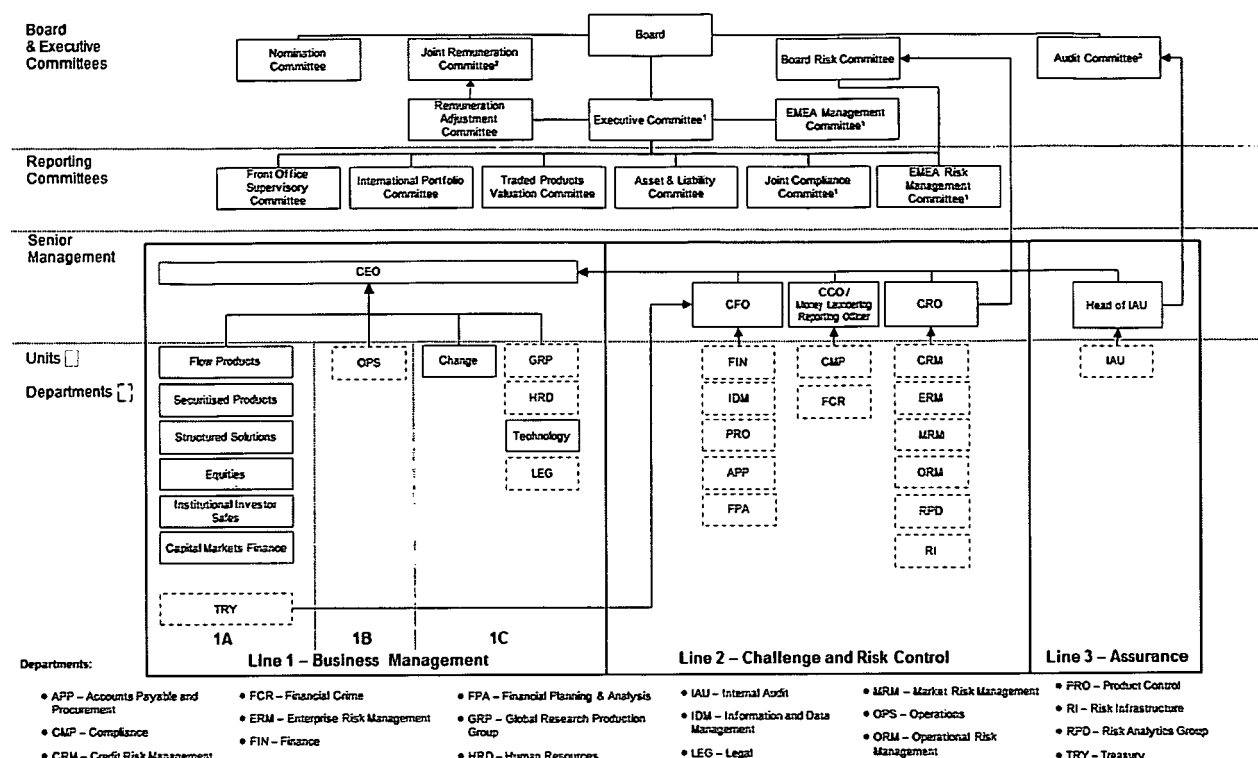 Board
& Executive
Committees
Board
Nomination
Committee
Joint Remuneration
Committee²
Board Risk Committee
Audit Committee²
Remuneration
Adjustment
Committee
Executive Committee¹
EMEA Management
Committee³
Reporting
Committees
Front Office
Supervisory
Committee
International Portfolio
Committee
Traded Products
Valuation Committee
Asset & Liability
Committee
Joint Compliance
Committee¹
EMEA Risk
Management
Committee¹
Senior
Management
CEO
CFO
CCO /
Money Laundering
Reporting Officer
CRO
Head of IAU
Units
Departments
Flow Products
Securitised Products
Structured Solutions
Equities
Institutional Investor
Sales
Capital Markets Finance
TRY
OPS
Change
GRP
HRD
Technology
LEG
FIN
IDM
PRO
APP
FPA
CMP
FCR
CRM
ERM
MRM
ORM
RPD
RI
IAU
1A
1B
1C
Line 1 – Business Management
Line 2 – Challenge and Risk Control
Line 3 – Assurance
Departments:
• APP – Accounts Payable and
Procurement
• CMP – Compliance
• CRM – Credit Risk Management
• FCR – Financial Crime
• ERM – Enterprise Risk Management
• FIN – Finance
• FPA – Financial Planning & Analysis
• GRP – Global Research Production
Group
• HRD – Human Resources
• IAU – Internal Audit
• IDM – Information and Data
Management
• LEG – Legal
• MRM – Market Risk Management
• OPS – Operations
• ORM – Operational Risk
Management
• PRO – Product Control
• RI – Risk Infrastructure
• RPD – Risk Analytics Group
• TRY – Treasury